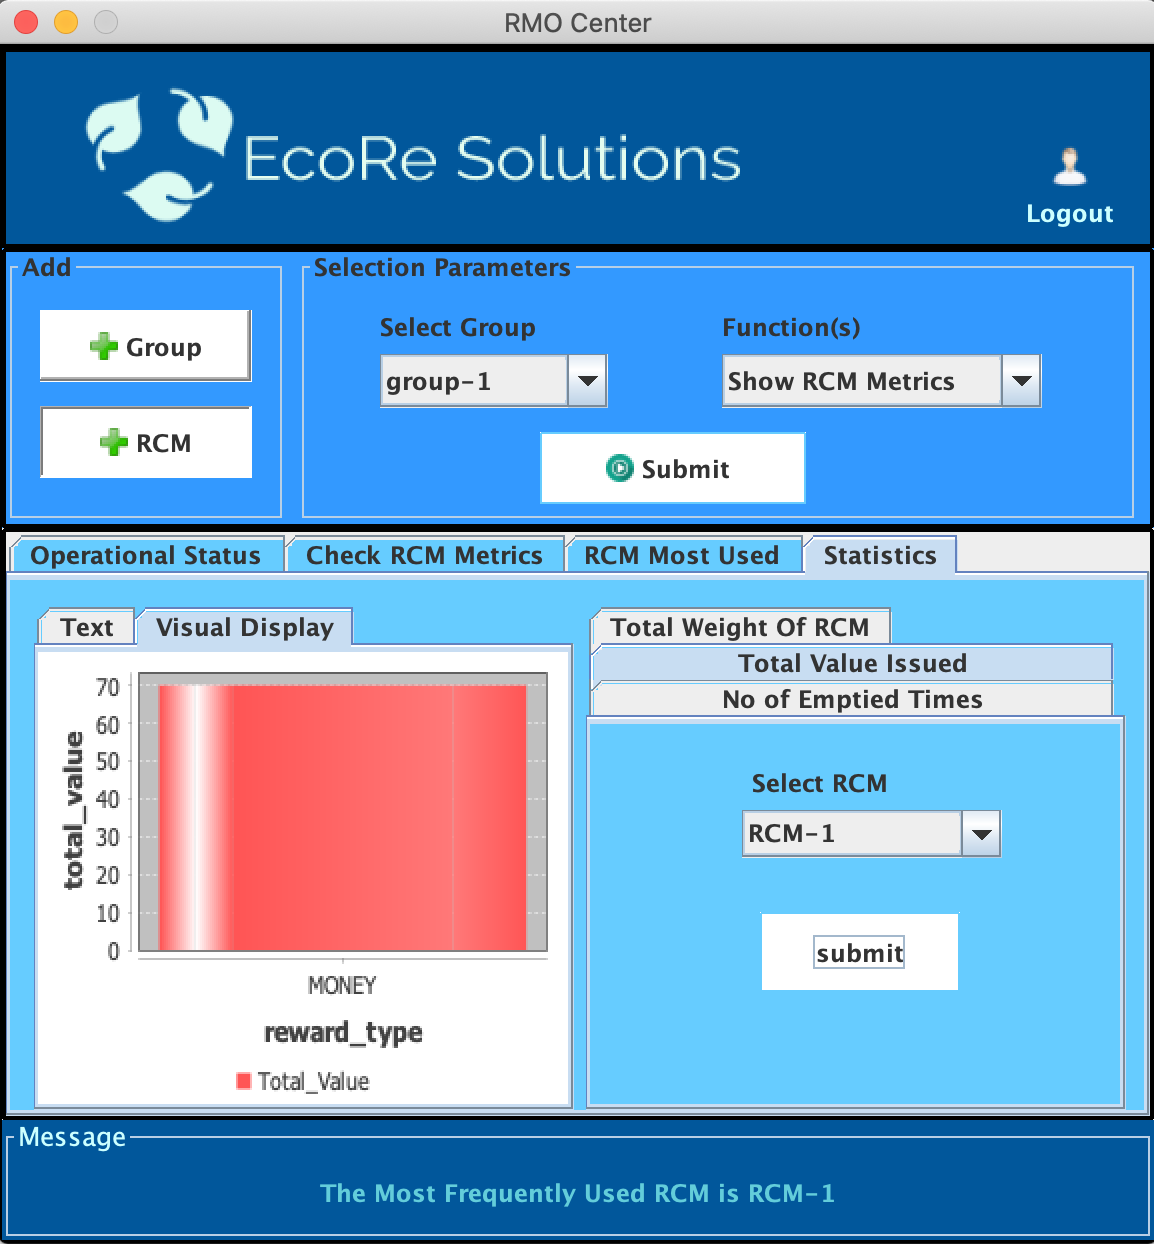 RMO Center
EcoRe Solutions
Logout
Add
Group
RCM
Selection Parameters
Select Group
Function(s)
group-1
Show RCM Metrics
Submit
Operational Status
Check RCM Metrics
RCM Most Used
Statistics
Text
Visual Display
70
60
50
40
30
20
10
0
total_value
MONEY
reward_type
Total_Value
Total Weight Of RCM
Total Value Issued
No of Emptied Times
Select RCM
RCM-1
submit
Message
The Most Frequently Used RCM is RCM-1